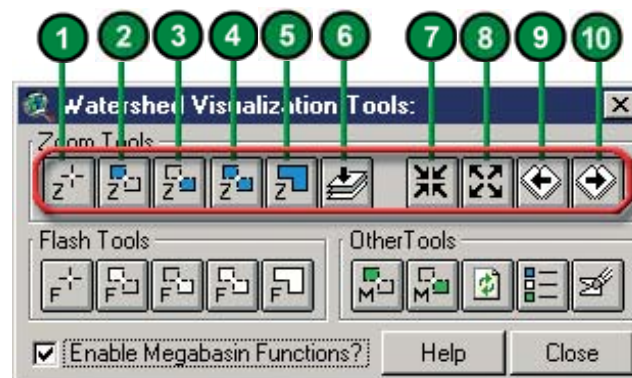 1 2 3 4 5 6 7 8 9 10
Watershed Visualization Tools:
Zoom Tools
Z Z Z Z Z
Flash Tools
OtherTools
F F F F F
M M
Enable Megabasin Functions?
Help
Close